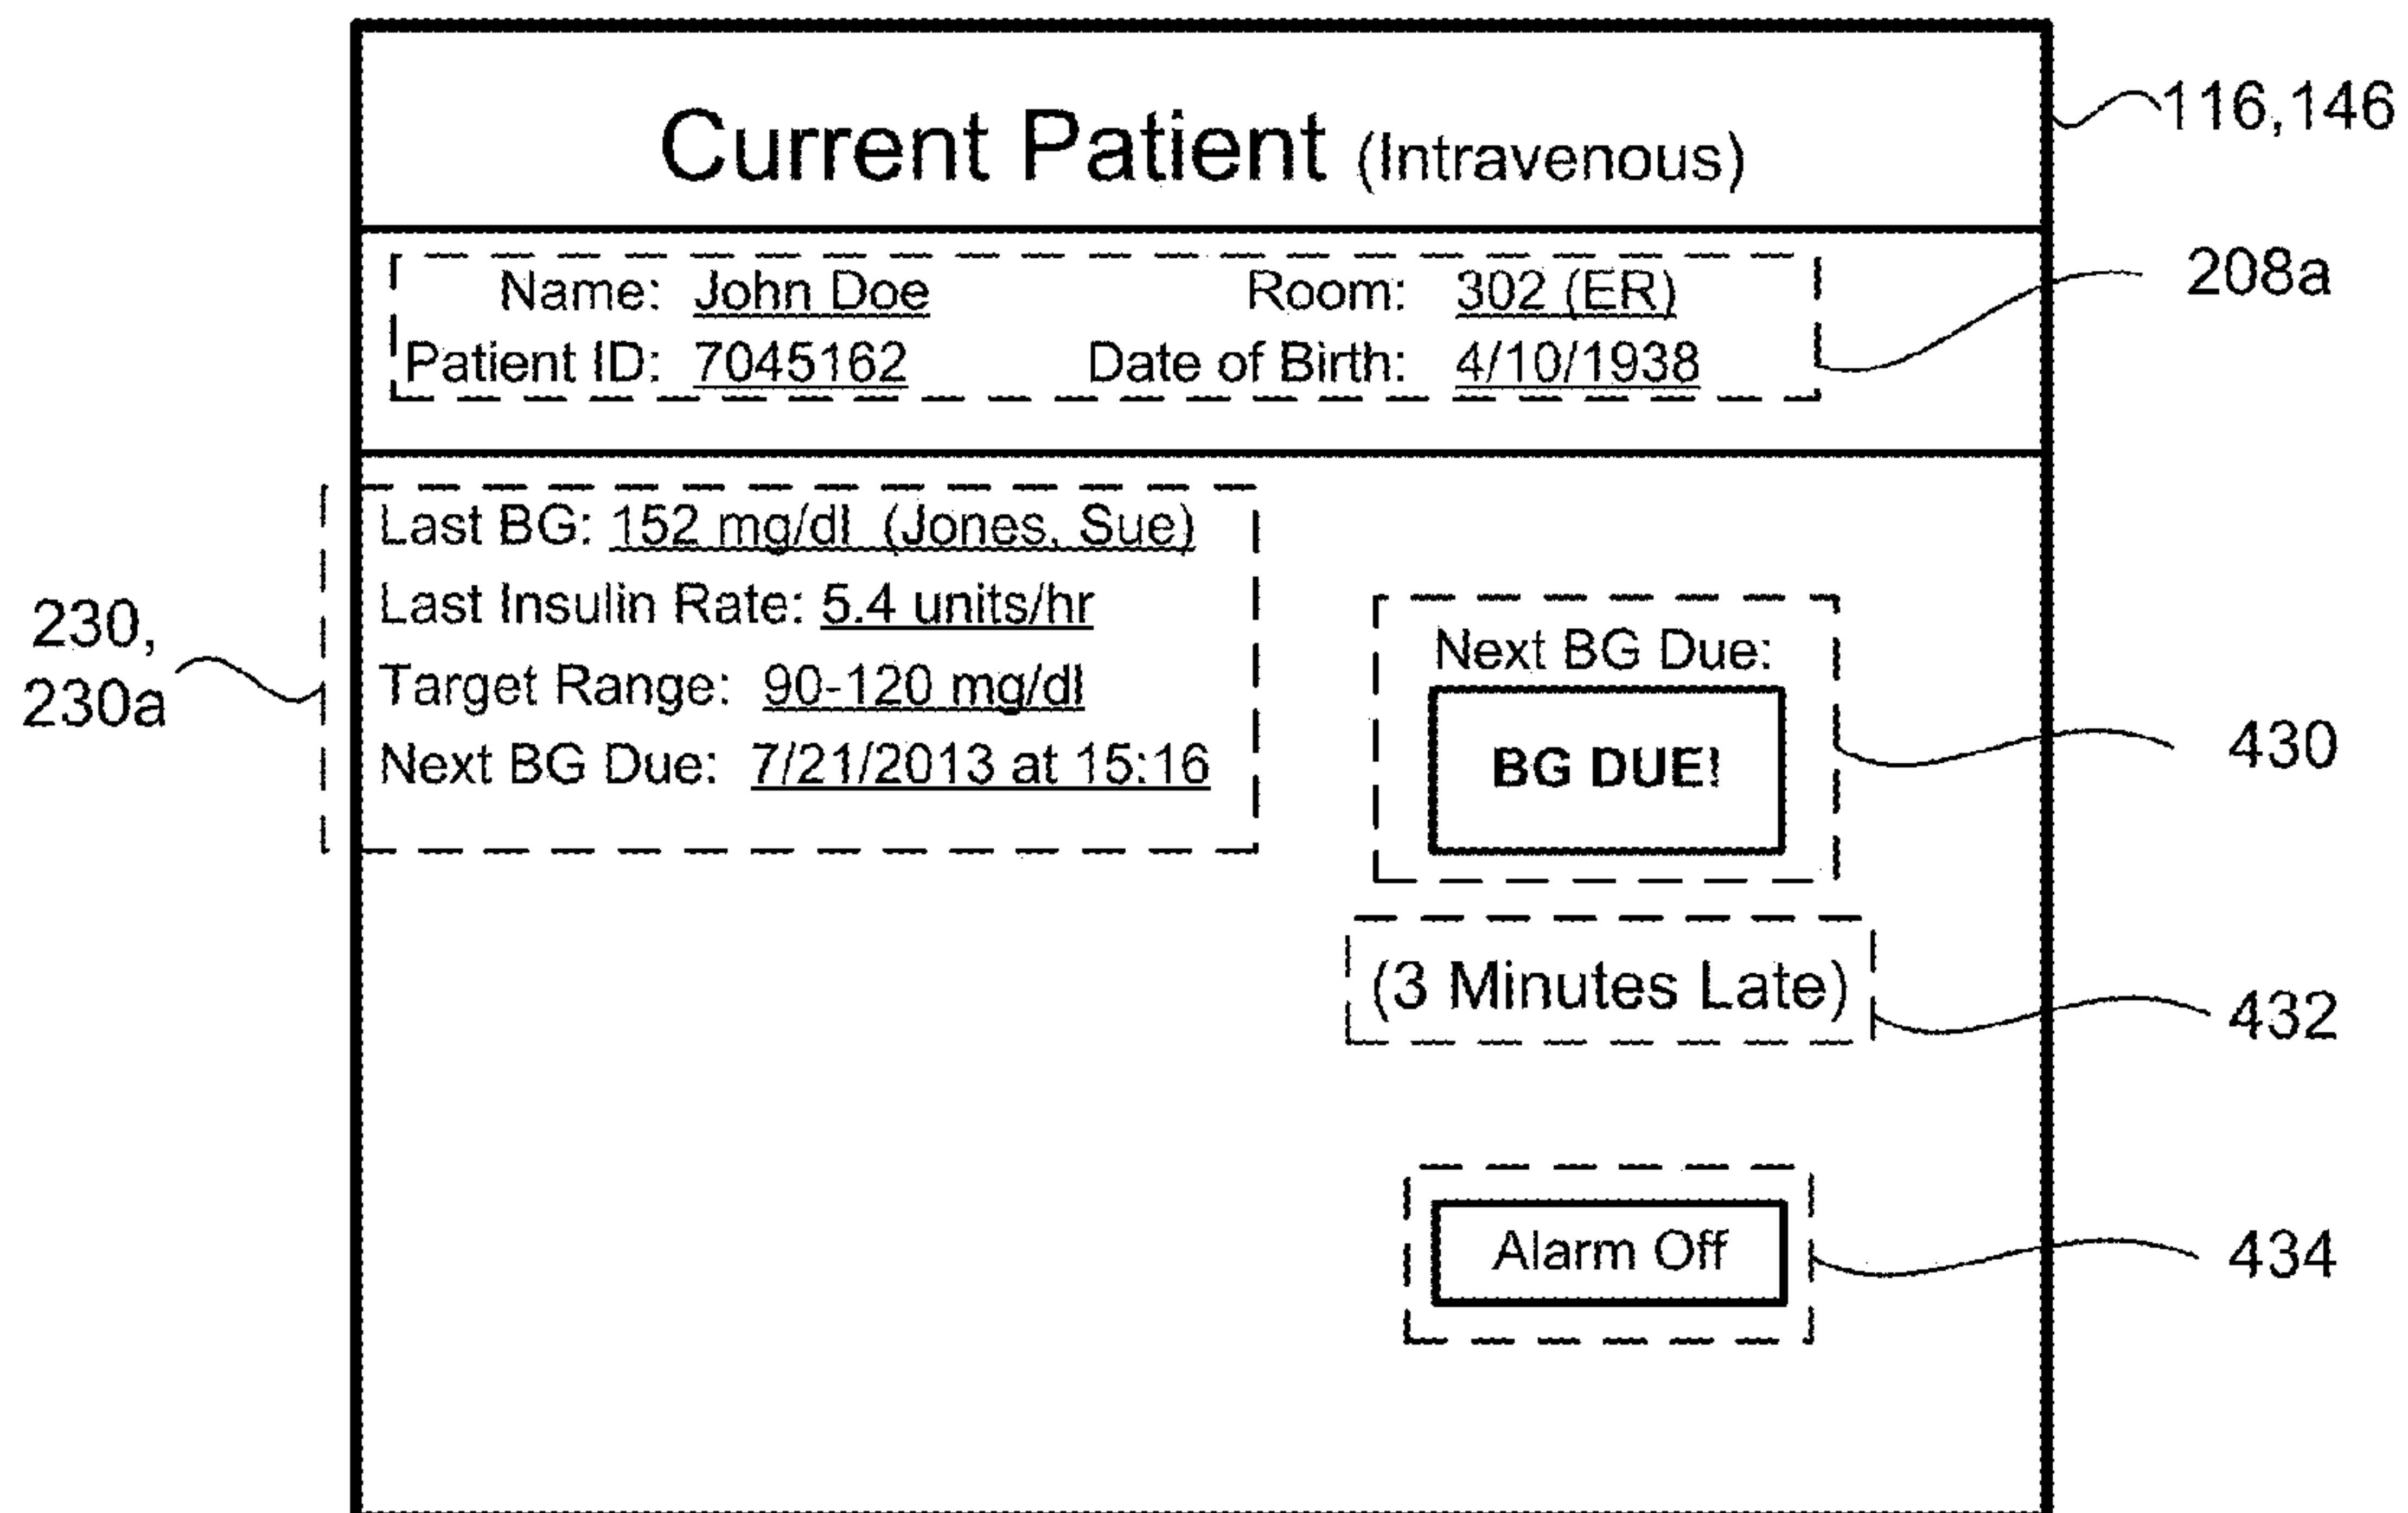 Current Patient (Intravenous)
116,146
Name: John Doe Room: 302 (ER)
208a
Patient ID: 7045162 Date of Birth: 4/10/1938
Last BG: 152 mg/dl (Jones, Sue)
Last Insulin Rate: 5.4 units/hr
230,
230a
Target Range: 90-120 mg/dl
Next BG Due: 7/21/2013 at 15:16
Next BG Due:
BG DUE!
430
(3 Minutes Late)
432
Alarm Off
434